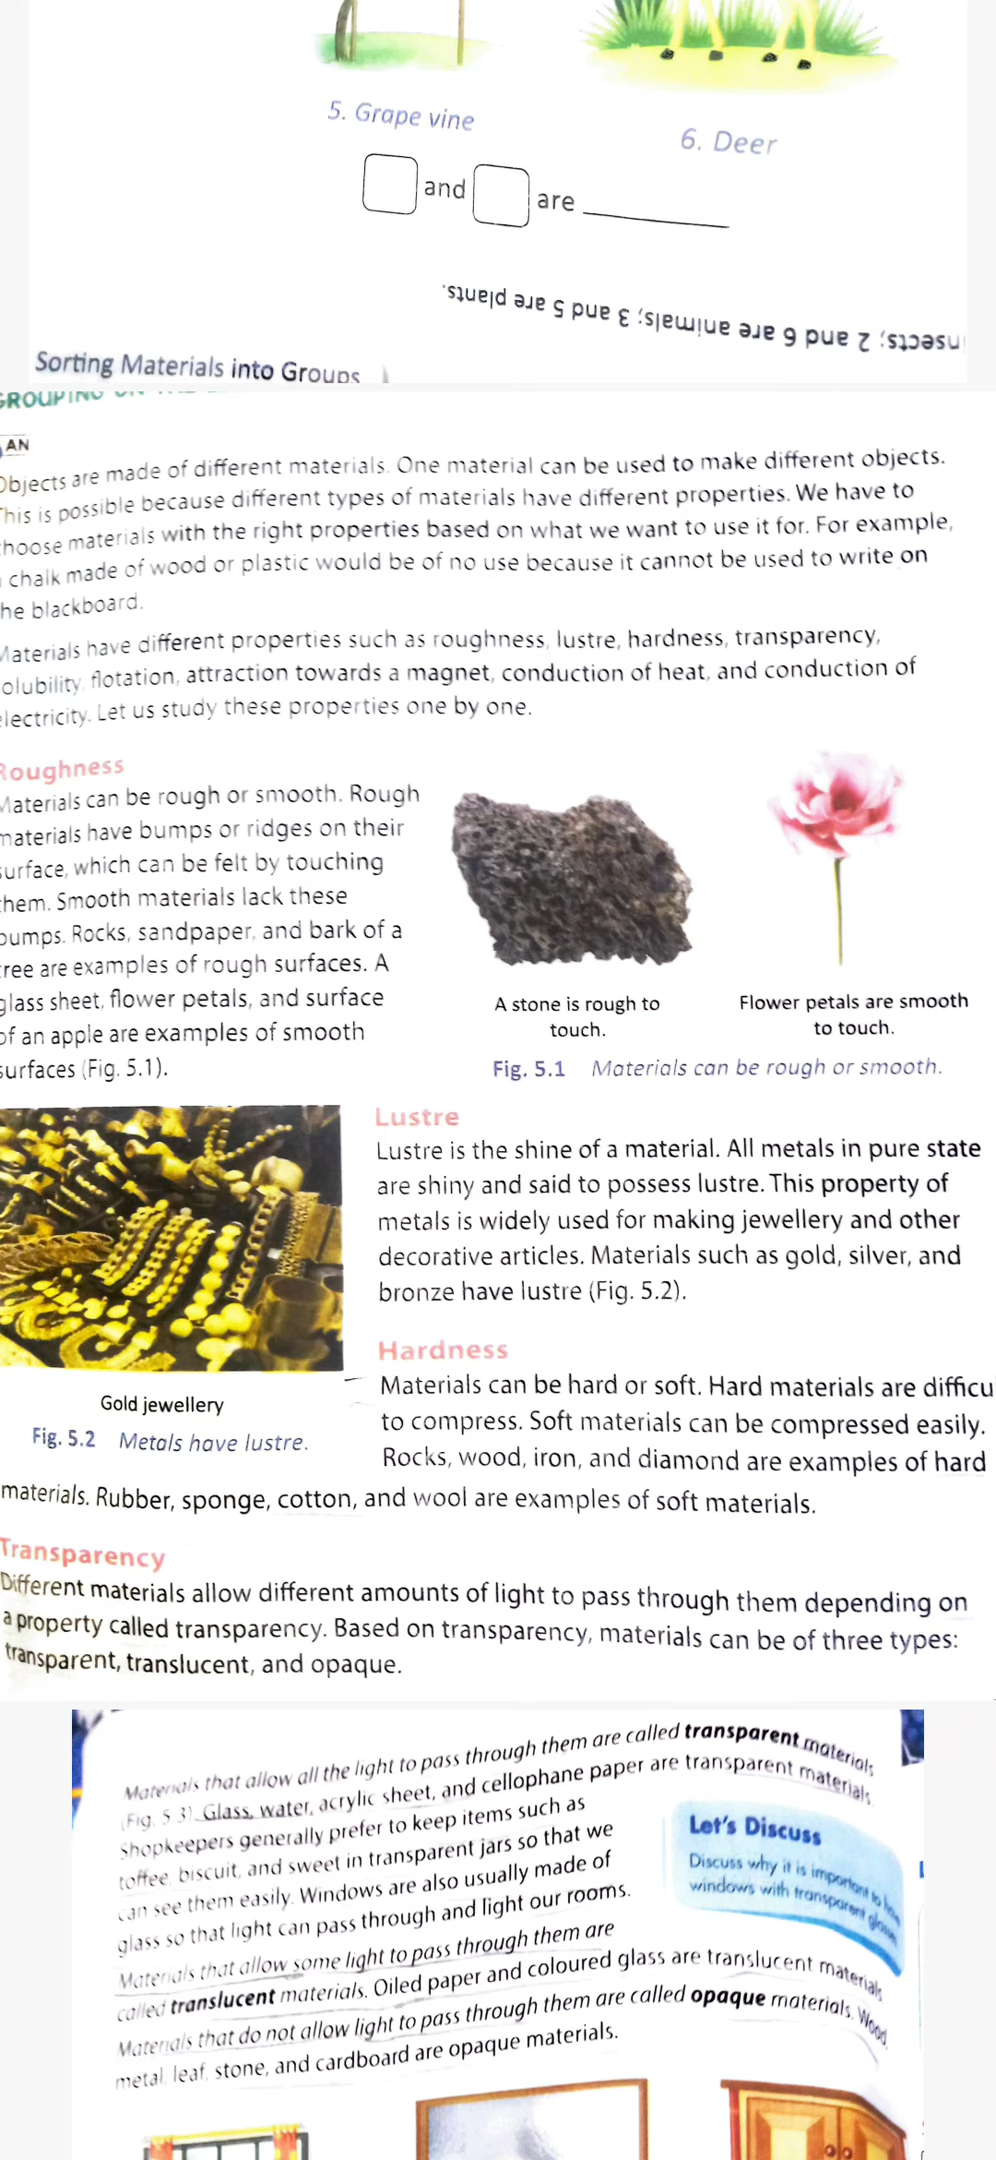 5. Grape vine
6. Deer
and are
nsects; 2 and 6 are animals; 3 and 5 are plants.
Sorting Materials into Groups
GROUPING
AN
Objects are made of different materials. One material can be used to make different objects.
This is possible because different types of materials have different properties. We have to
choose materials with the right properties based on what we want to use it for. For example,
chalk made of wood or plastic would be of no use because it cannot be used to write on
he blackboard.
Materials have different properties such as roughness, lustre, hardness, transparency,
olubility, flotation, attraction towards a magnet, conduction of heat, and conduction of
electricity. Let us study these properties one by one.
Roughness
Materials can be rough or smooth. Rough
materials have bumps or ridges on their
surface, which can be felt by touching
them. Smooth materials lack these
bumps. Rocks, sandpaper, and bark of a
tree are examples of rough surfaces. A
glass sheet, flower petals, and surface
of an apple are examples of smooth
surfaces (Fig. 5.1).
A stone is rough to
touch.
Flower petals are smooth
to touch.
Fig. 5.1 Materials can be rough or smooth.
Lustre
Lustre is the shine of a material. All metals in pure state
are shiny and said to possess lustre. This property of
metals is widely used for making jewellery and other
decorative articles. Materials such as gold, silver, and
bronze have lustre (Fig. 5.2).
Gold jewellery
Fig. 5.2 Metals have lustre.
Hardness
Materials can be hard or soft. Hard materials are difficu
to compress. Soft materials can be compressed easily.
Rocks, wood, iron, and diamond are examples of hard
materials. Rubber, sponge, cotton, and wool are examples of soft materials.
Transparency
Different materials allow different amounts of light to pass through them depending on
a property called transparency. Based on transparency, materials can be of three types:
transparent, translucent, and opaque.
Materials that allow all the light to pass through them are called transparent materials
(Fig. 5.3). Glass, water, acrylic sheet, and cellophane paper are transparent materials.
Shopkeepers generally prefer to keep items such as
toffee, biscuit, and sweet in transparent jars so that we
can see them easily. Windows are also usually made of
glass so that light can pass through and light our rooms.
Let's Discuss
Discuss why it is important to have
windows with transparent glasses
Materials that allow some light to pass through them are
called translucent materials. Oiled paper and coloured glass are translucent materials.
Materials that do not allow light to pass through them are called opaque materials. Wood,
metal, leaf, stone, and cardboard are opaque materials.